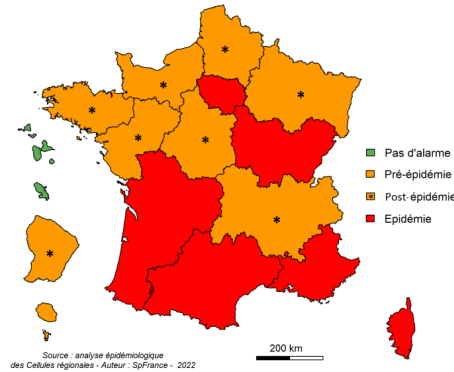 Pas d'alarme
Pré-épidémie
* Post-épidémie
Epidémie
200 km
Source : analyse épidémiologique
des Cellules régionales - Auteur : SpFrance - 2022